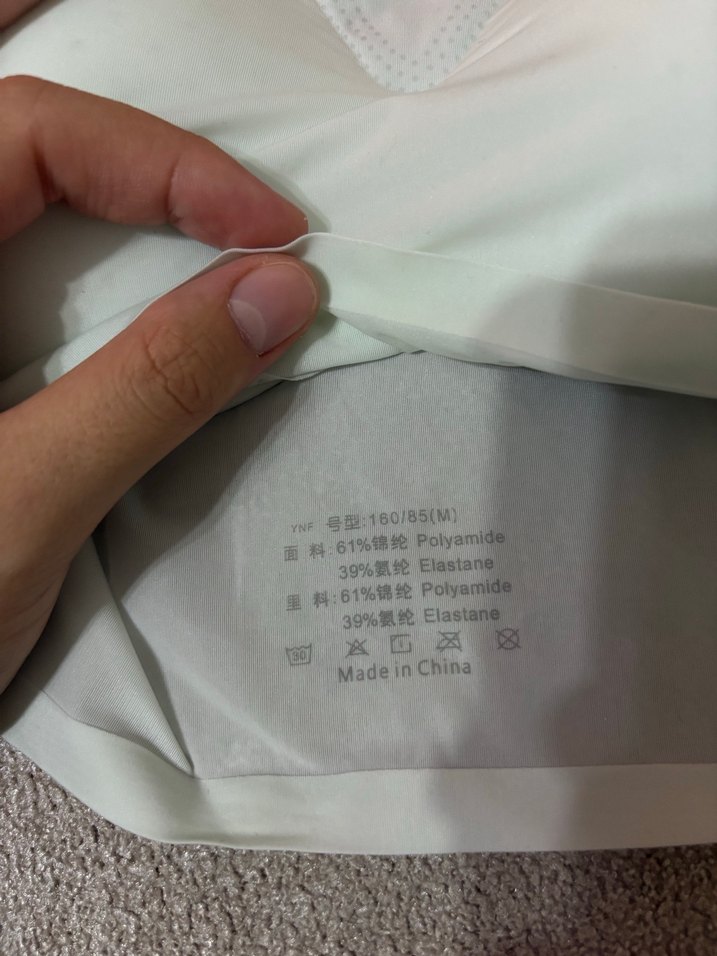 YNF 号型:160/85(M)
面 料:61%锦纶 Polyamide
39%氨纶 Elastane
里 料:61%锦纶 Polyamide
39%氨纶 Elastane
30
Made in China